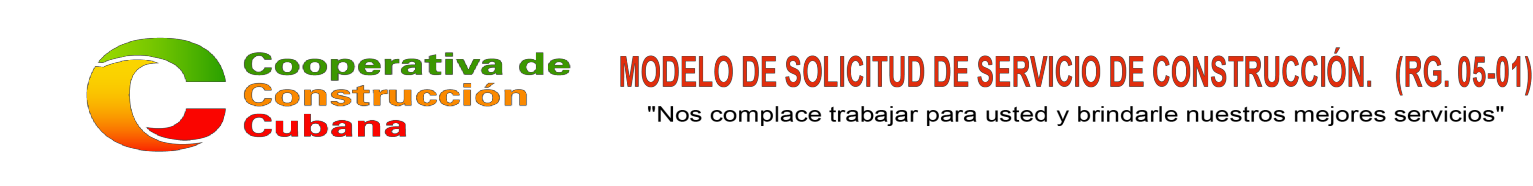 Cooperativa de
Construcción
Cubana
MODELO DE SOLICITUD DE SERVICIO DE CONSTRUCCIÓN. (RG. 05-01)
"Nos complace trabajar para usted y brindarle nuestros mejores servicios"